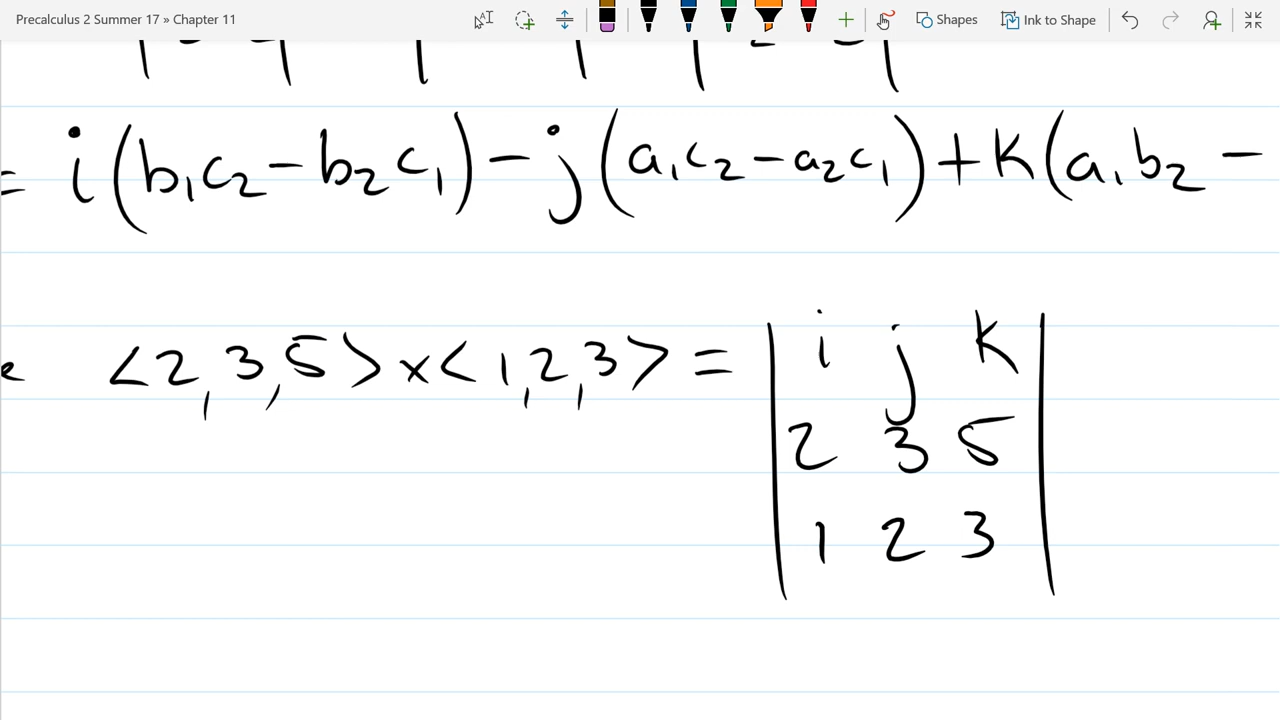 Precalculus 2 Summer 17 » Chapter 11
Shapes
Ink to Shape
= i(b₁c₂ − b₂c₁) − j(a₁c₂ − a₂c₁) + k(a₁b₂ −
<2,3,5> × <1,2,3> = | i j k |
2 3 5
1 2 3